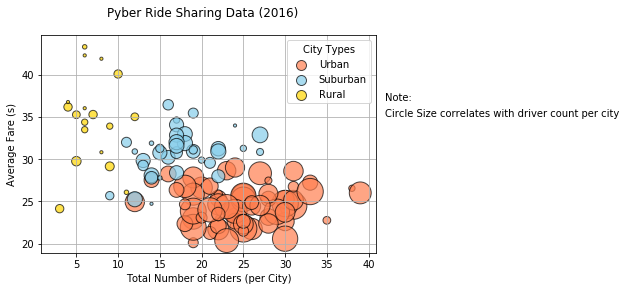 Pyber Ride Sharing Data (2016)
City Types
Urban
Suburban
Rural
Note:
Circle Size correlates with driver count per city
Average Fare (s)
40
35
30
25
20
5 10 15 20 25 30 35 40
Total Number of Riders (per City)